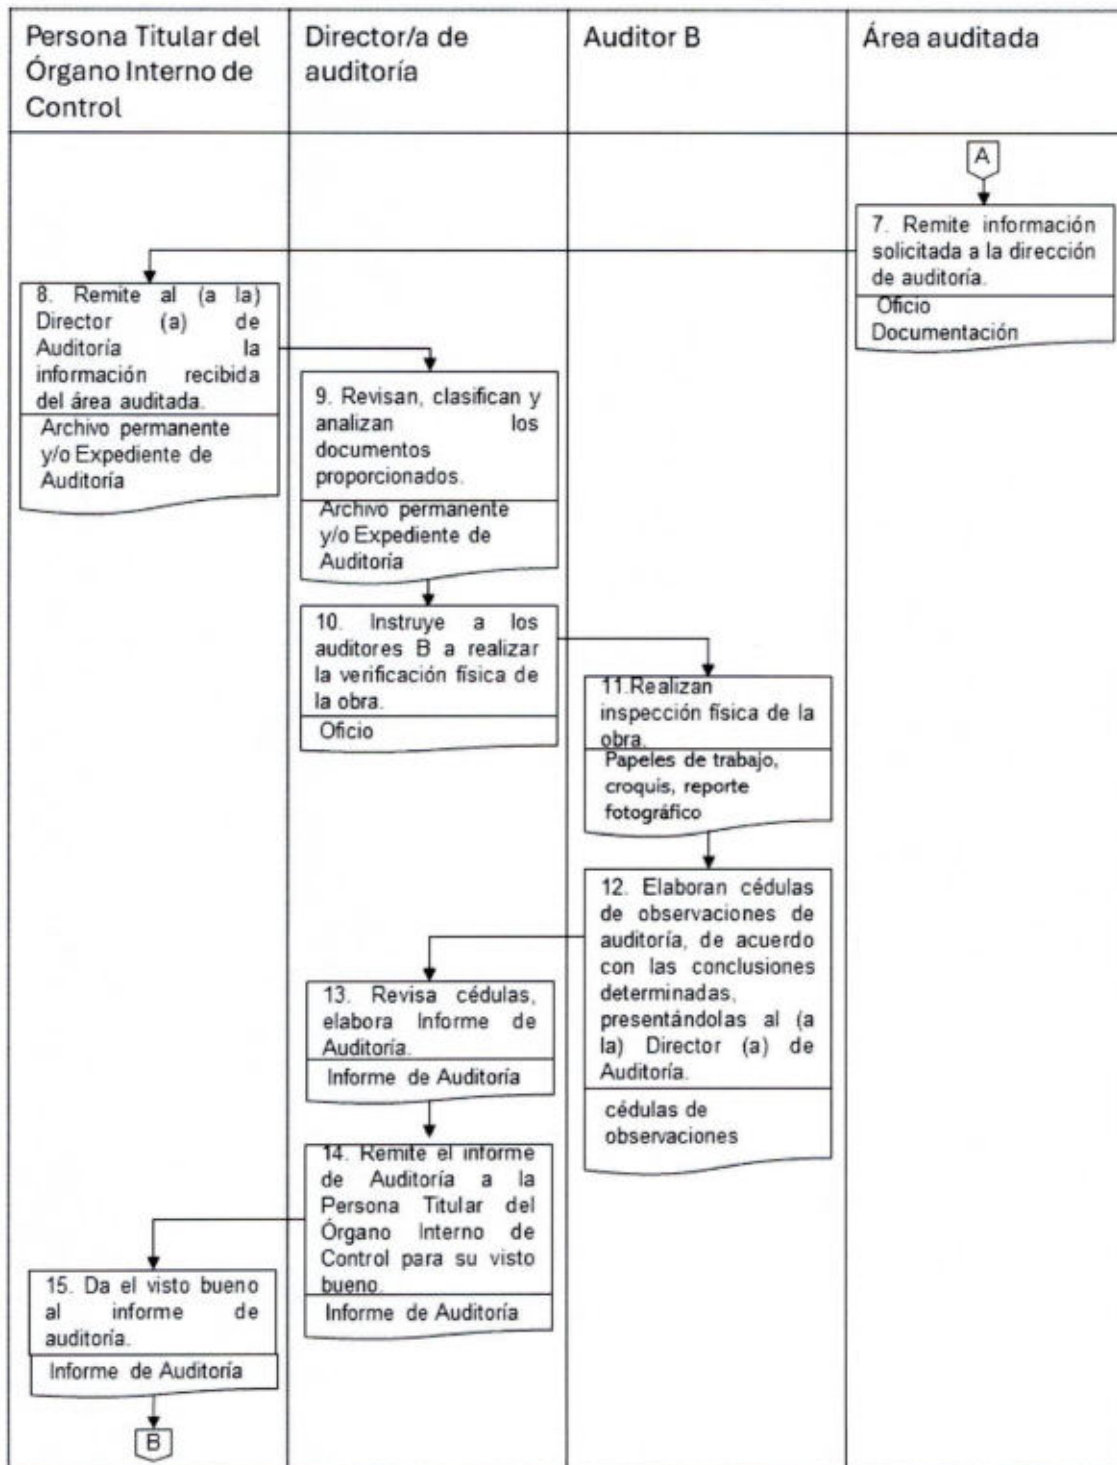 Persona Titular del
Órgano Interno de
Control
Director/a de
auditoría
Auditor B
Área auditada
A
7. Remite información
solicitada a la dirección
de auditoría.
Oficio
Documentación
8. Remite al (a la)
Director (a) de
Auditoría la
información recibida
del área auditada.
Archivo permanente
y/o Expediente de
Auditoría
9. Revisan, clasifican y
analizan los
documentos
proporcionados.
Archivo permanente
y/o Expediente de
Auditoría
10. Instruye a los
auditores B a realizar
la verificación física de
la obra.
Oficio
11.Realizan
inspección física de la
obra.
Papeles de trabajo,
croquis, reporte
fotográfico
12. Elaboran cédulas
de observaciones de
auditoría, de acuerdo
con las conclusiones
determinadas,
presentándolas al (a
la) Director (a) de
Auditoría.
cédulas de
observaciones
13. Revisa cédulas,
elabora Informe de
Auditoría.
Informe de Auditoría
14. Remite el informe
de Auditoría a la
Persona Titular del
Órgano Interno de
Control para su visto
bueno.
Informe de Auditoría
15. Da el visto bueno
al informe de
auditoría.
Informe de Auditoría
B